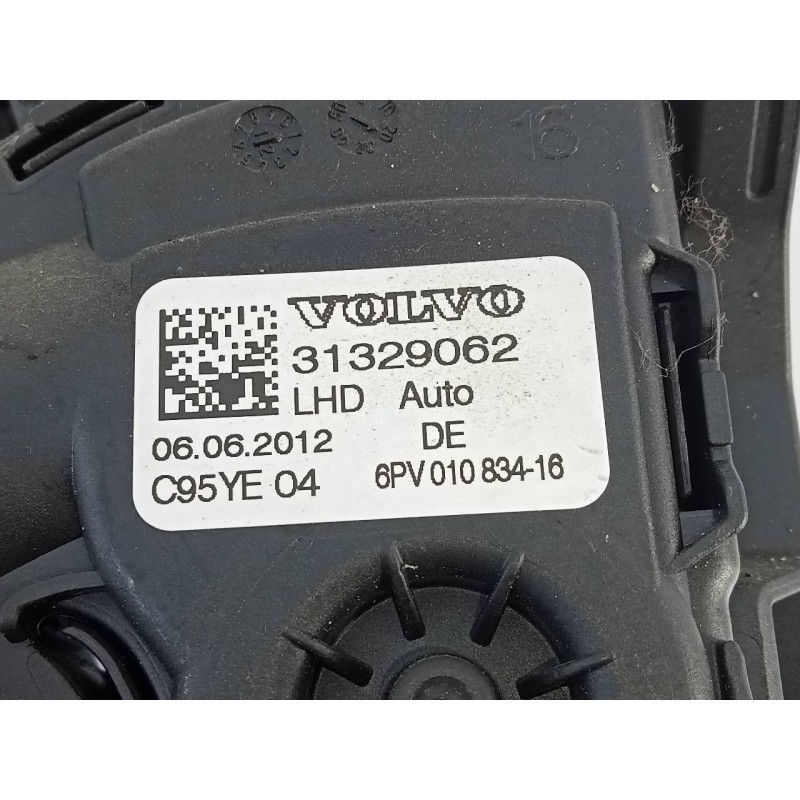 16
VOLVO
31329062
LHD Auto
06.06.2012 DE
C95YE 04 6PV 010 834-16